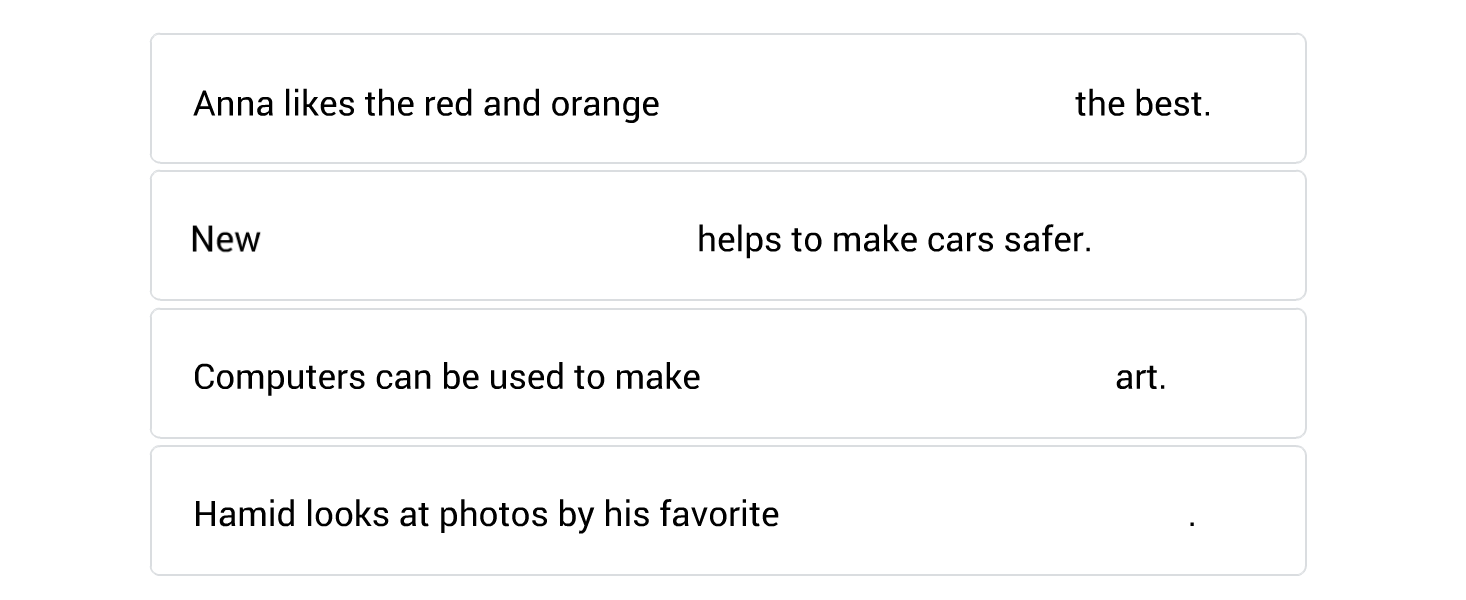 Anna likes the red and orange the best.
New helps to make cars safer.
Computers can be used to make art.
Hamid looks at photos by his favorite .